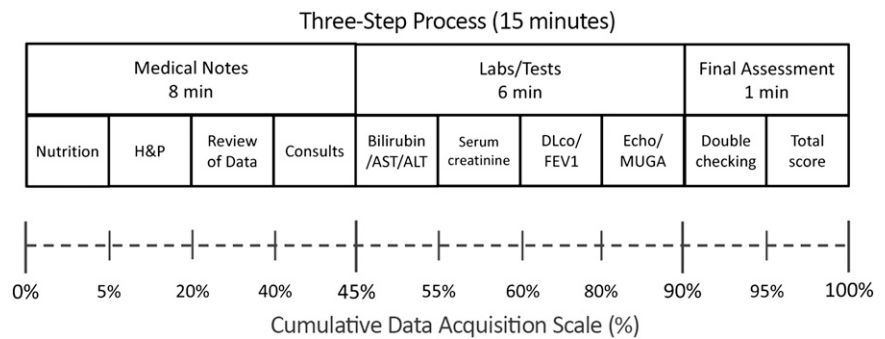 Three-Step Process (15 minutes)
Medical Notes
8 min
Labs/Tests
6 min
Final Assessment
1 min
Nutrition
H&P
Review
of Data
Consults
Bilirubin
/AST/ALT
Serum
creatinine
DLco/
FEV1
Echo/
MUGA
Double
checking
Total
score
0% 5% 20% 40% 45% 55% 60% 80% 90% 95% 100%
Cumulative Data Acquisition Scale (%)